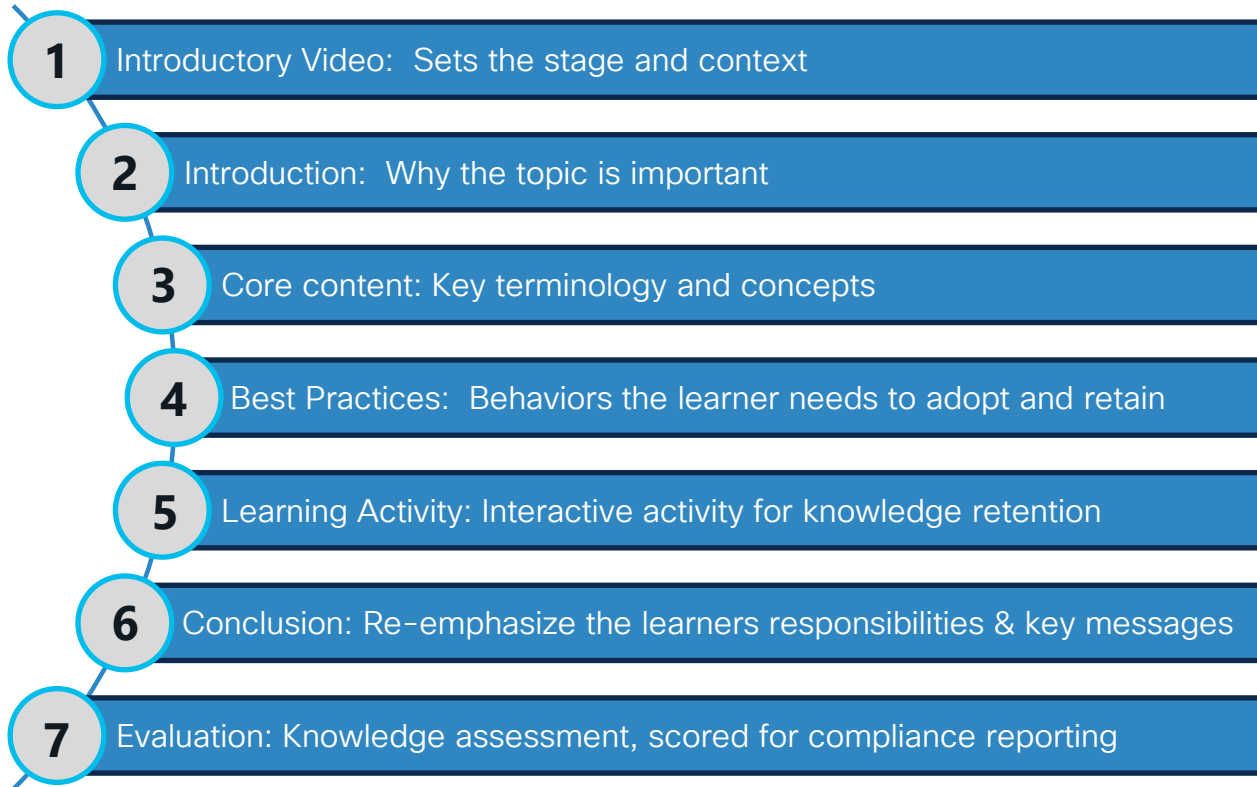 1 Introductory Video:  Sets the stage and context
2 Introduction:  Why the topic is important
3 Core content: Key terminology and concepts
4 Best Practices:  Behaviors the learner needs to adopt and retain
5 Learning Activity: Interactive activity for knowledge retention
6 Conclusion: Re-emphasize the learners responsibilities & key messages
7 Evaluation: Knowledge assessment, scored for compliance reporting